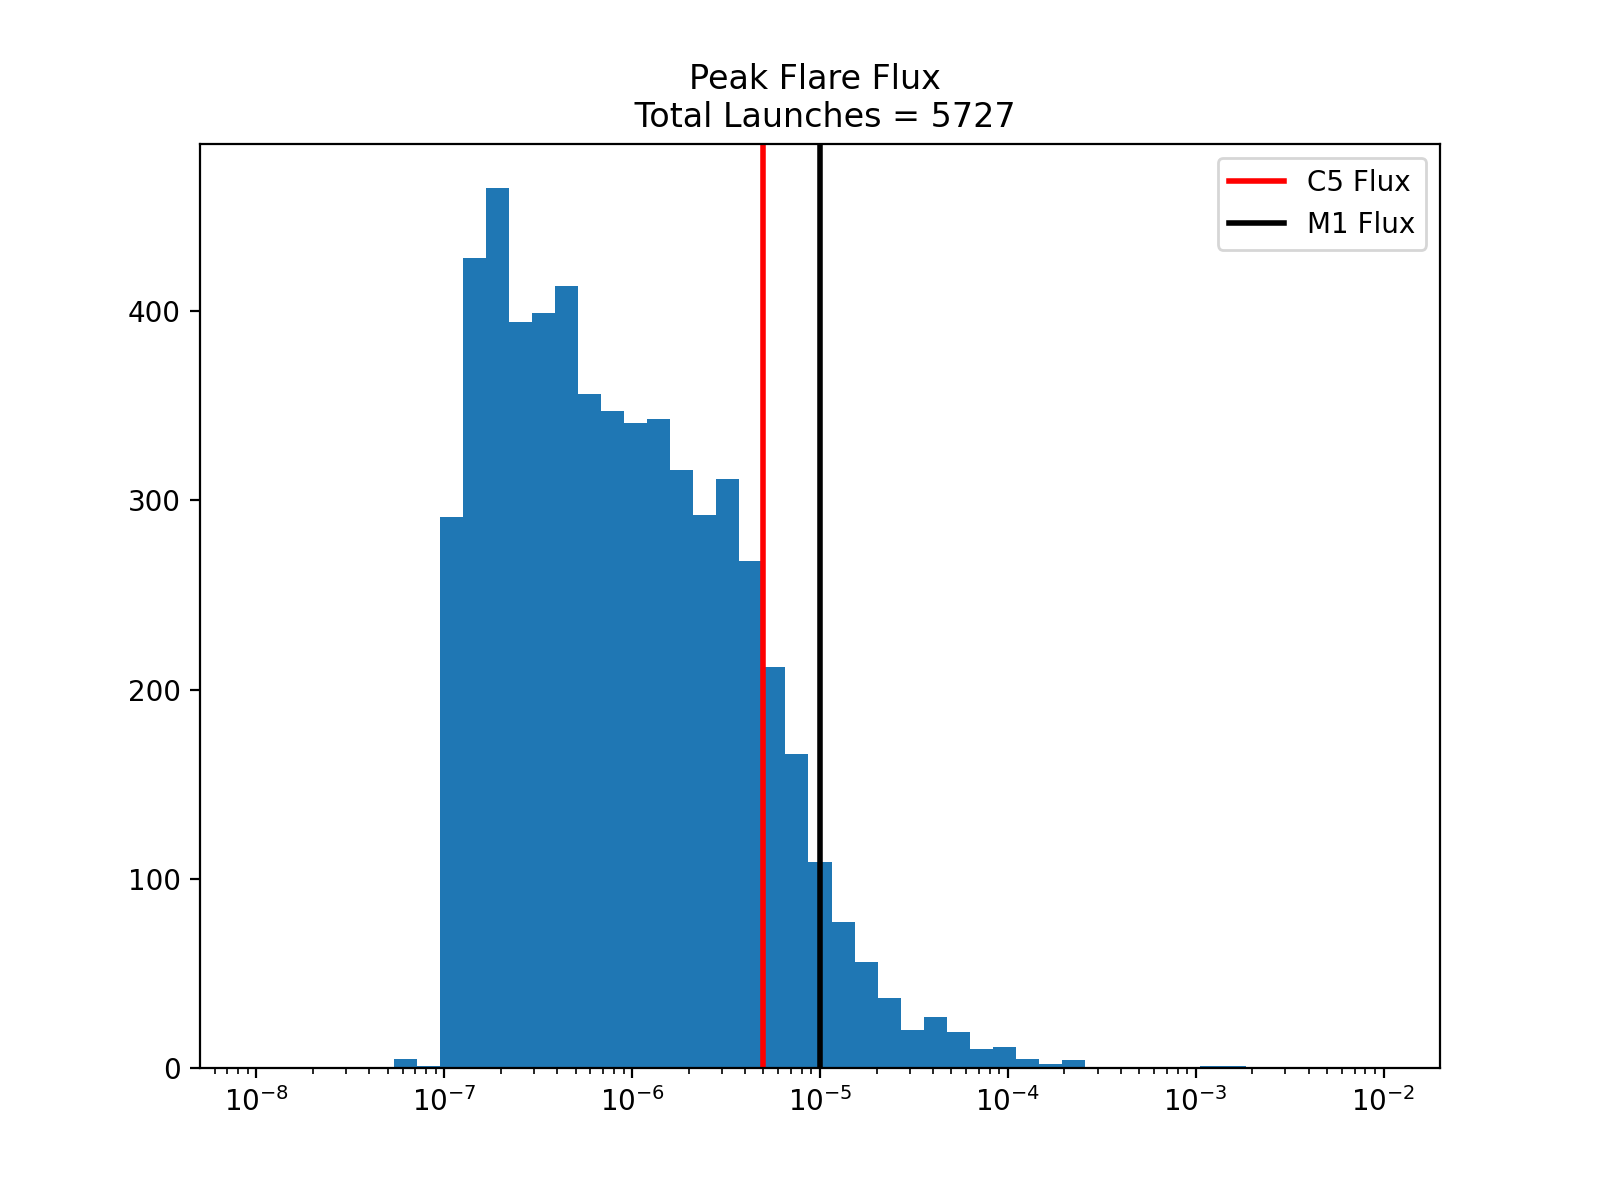 Peak Flare Flux
Total Launches = 5727
C5 Flux
M1 Flux
400
300
200
100
0
10⁻⁸ 10⁻⁷ 10⁻⁶ 10⁻⁵ 10⁻⁴ 10⁻³ 10⁻²